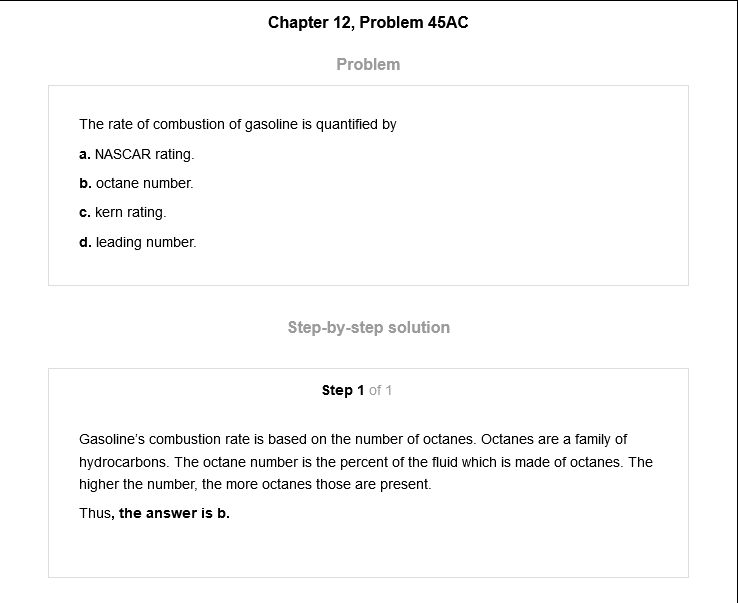 Chapter 12, Problem 45AC
Problem
The rate of combustion of gasoline is quantified by
a. NASCAR rating.
b. octane number.
c. kern rating.
d. leading number.
Step-by-step solution
Step 1 of 1
Gasoline's combustion rate is based on the number of octanes. Octanes are a family of
hydrocarbons. The octane number is the percent of the fluid which is made of octanes. The
higher the number, the more octanes those are present.
Thus, the answer is b.